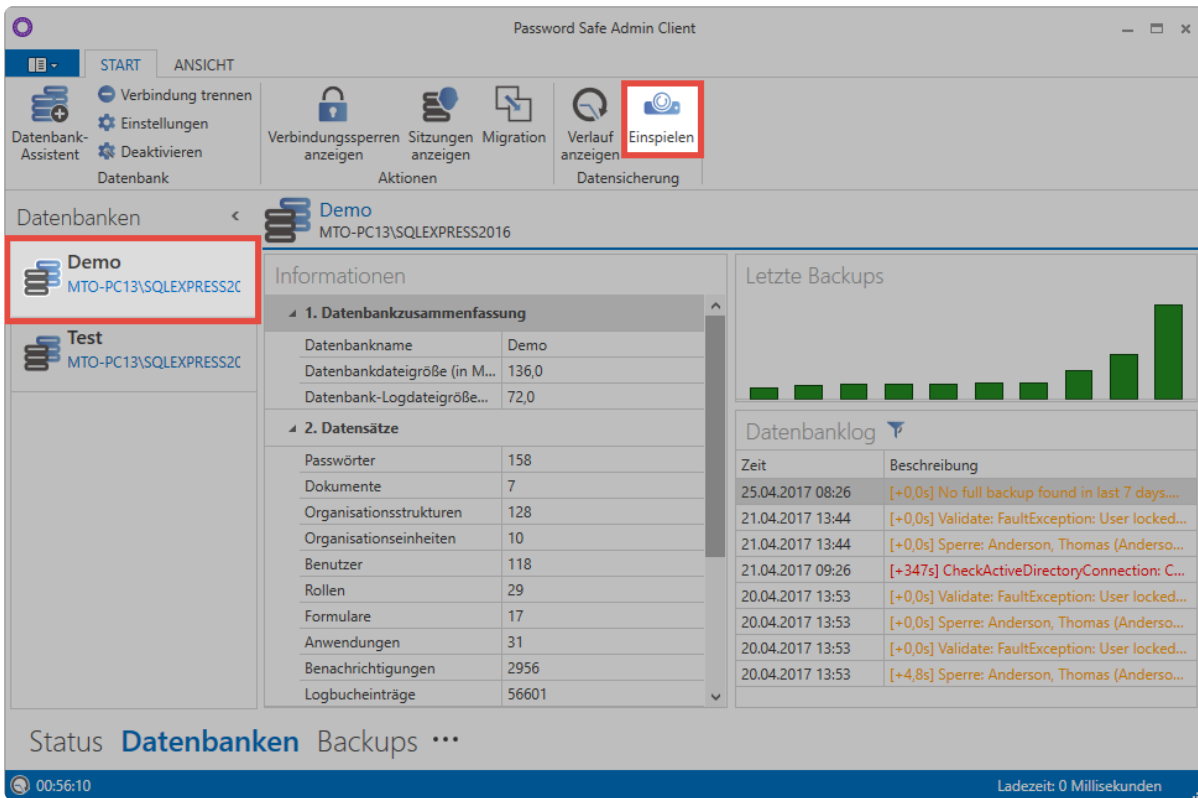 Password Safe Admin Client
START ANSICHT
Datenbank-
Assistent
Verbindung trennen
Einstellungen
Deaktivieren
Datenbank
Verbindungssperren
anzeigen
Sitzungen
anzeigen
Migration
Aktionen
Verlauf
anzeigen
Einspielen
Datensicherung
Datenbanken
Demo
MTO-PC13\SQLEXPRESS2016
Demo
MTO-PC13\SQLEXPRESS20
Test
MTO-PC13\SQLEXPRESS20
Informationen
1. Datenbankzusammenfassung
Datenbankname Demo
Datenbankdateigröße (in M... 136,0
Datenbank-Logdateigröße... 72,0
2. Datensätze
Passwörter 158
Dokumente 7
Organisationsstrukturen 128
Organisationseinheiten 10
Benutzer 118
Rollen 29
Formulare 17
Anwendungen 31
Benachrichtigungen 2956
Logbucheinträge 56601
Letzte Backups
Datenbanklog
Zeit Beschreibung
25.04.2017 08:26 [+0,0s] No full backup found in last 7 days....
21.04.2017 13:44 [+0,0s] Validate: FaultException: User locked...
21.04.2017 13:44 [+0,0s] Sperre: Anderson, Thomas (Anderso...
21.04.2017 09:26 [+347s] CheckActiveDirectoryConnection: C...
20.04.2017 13:53 [+0,0s] Validate: FaultException: User locked...
20.04.2017 13:53 [+0,0s] Sperre: Anderson, Thomas (Anderso...
20.04.2017 13:53 [+0,0s] Validate: FaultException: User locked...
20.04.2017 13:53 [+4,8s] Sperre: Anderson, Thomas (Anderso...
Status Datenbanken Backups •••
00:56:10 Ladezeit: 0 Millisekunden